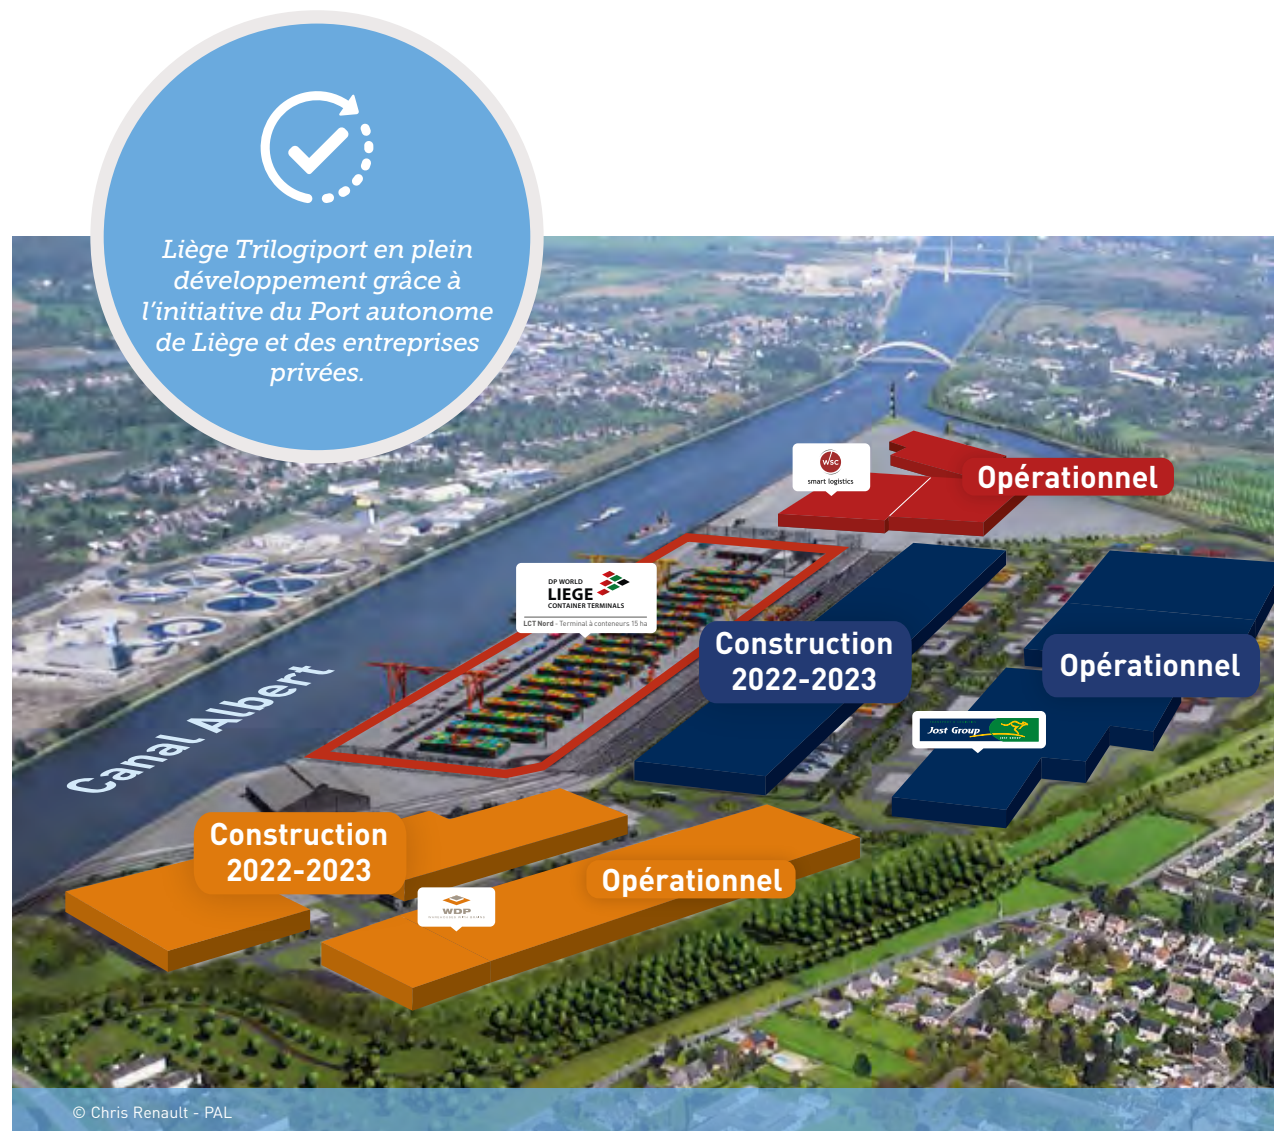 Liège Trilogiport en plein
développement grâce à
l'initiative du Port autonome
de Liège et des entreprises
privées.
WSC
smart logistics
Opérationnel
DP WORLD
LIEGE
CONTAINER TERMINALS
LCT Nord - Terminal à conteneurs 15 ha
Construction
2022-2023
Opérationnel
Jost Group
Canal Albert
Construction
2022-2023
Opérationnel
WDP
© Chris Renault - PAL